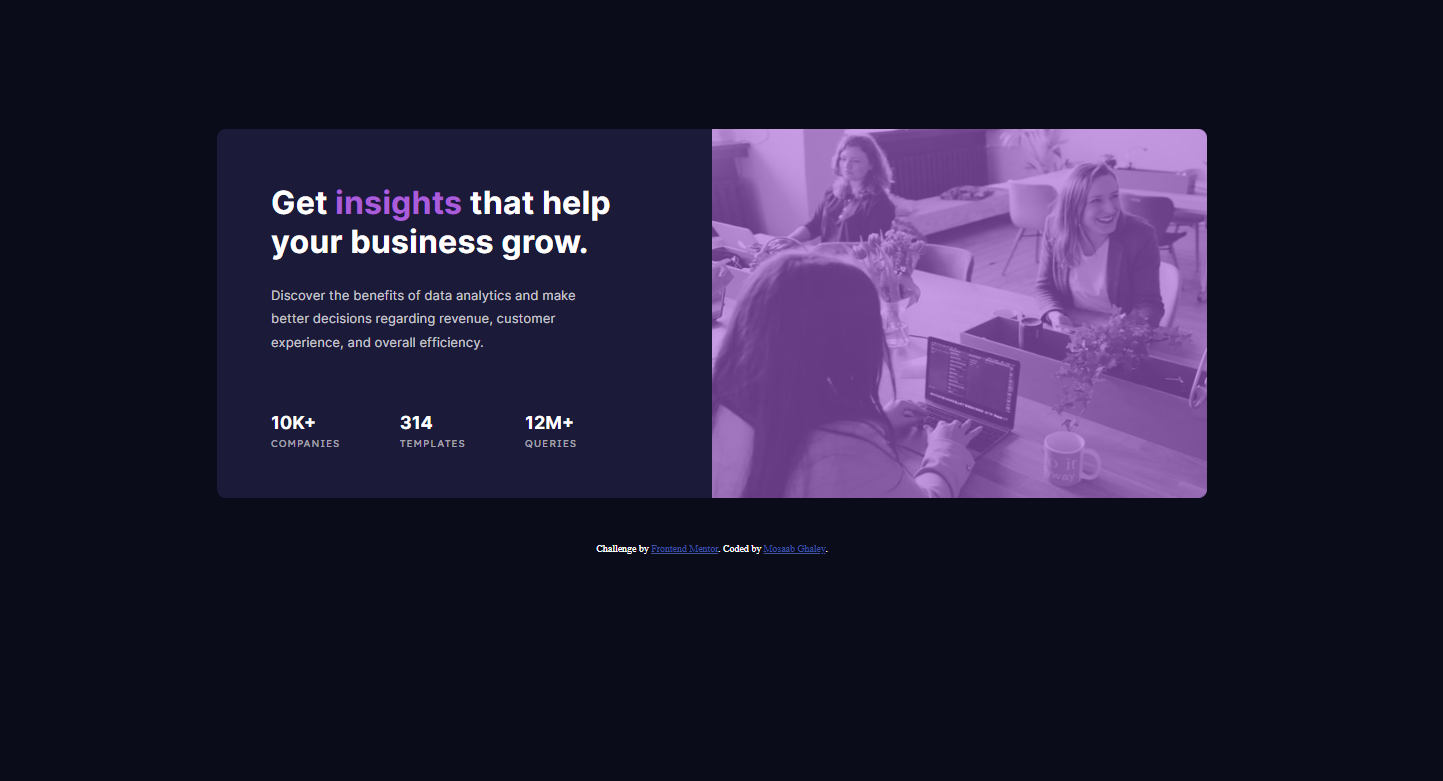 Get insights that help
your business grow.
Discover the benefits of data analytics and make
better decisions regarding revenue, customer
experience, and overall efficiency.
10K+ 314 12M+
COMPANIES TEMPLATES QUERIES
Challenge by Frontend Mentor. Coded by Mosaab Ghaley.